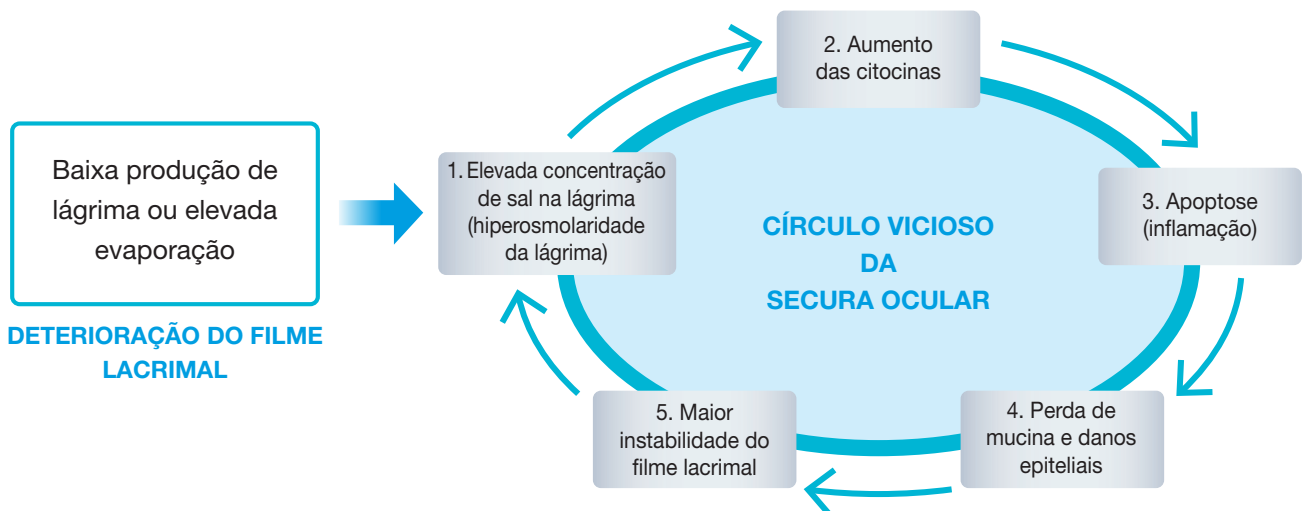 Baixa produção de
lágrima ou elevada
evaporação
DETERIORAÇÃO DO FILME
LACRIMAL
1. Elevada concentração
de sal na lágrima
(hiperosmolaridade
da lágrima)
2. Aumento
das citocinas
3. Apoptose
(inflamação)
4. Perda de
mucina e danos
epiteliais
5. Maior
instabilidade do
filme lacrimal
CÍRCULO VICIOSO
DA
SECURA OCULAR